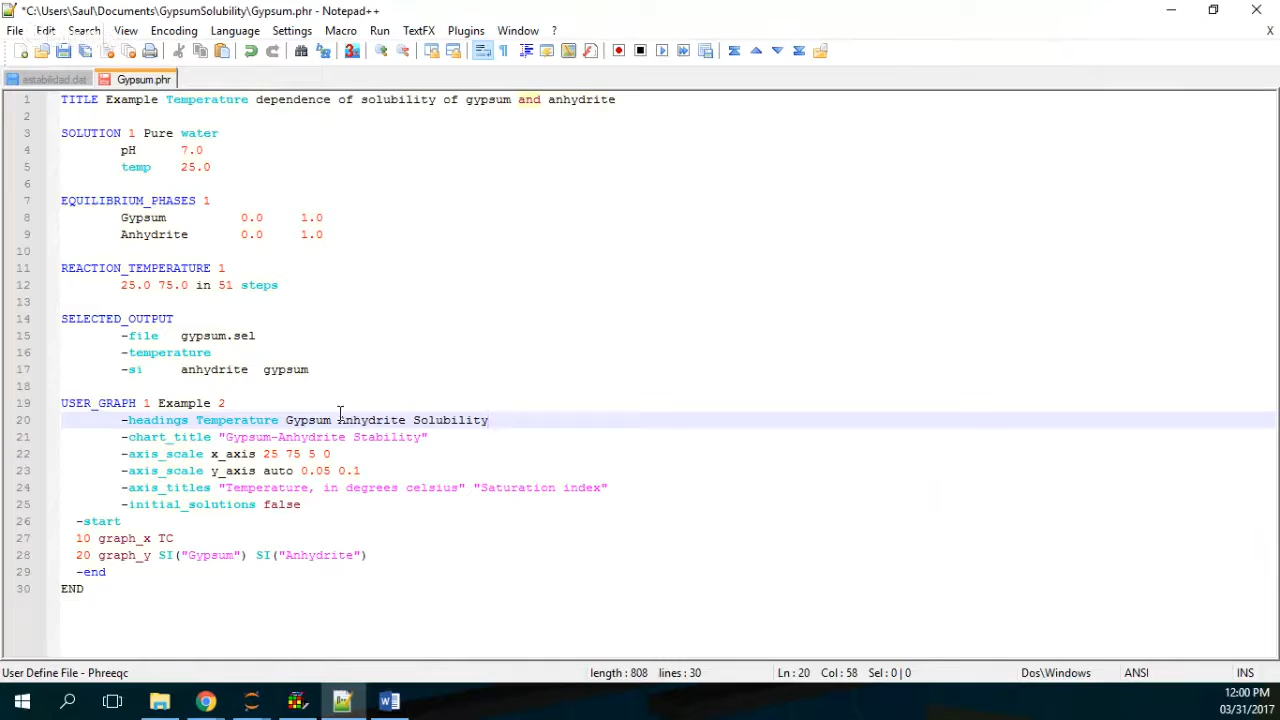 *C:\Users\Saul\Documents\GypsumSolubility\Gypsum.phr - Notepad++
File Edit Search View Encoding Language Settings Macro Run TextFX Plugins Window ? X
estabilidad.dat Gypsum.phr
1 TITLE Example Temperature dependence of solubility of gypsum and anhydrite
2
3 SOLUTION 1 Pure water
4 pH 7.0
5 temp 25.0
6
7 EQUILIBRIUM_PHASES 1
8 Gypsum 0.0 1.0
9 Anhydrite 0.0 1.0
10
11 REACTION_TEMPERATURE 1
12 25.0 75.0 in 51 steps
13
14 SELECTED_OUTPUT
15 -file gypsum.sel
16 -temperature
17 -si anhydrite gypsum
18
19 USER_GRAPH 1 Example 2
20 -headings Temperature Gypsum Anhydrite Solubility
21 -chart_title "Gypsum-Anhydrite Stability"
22 -axis_scale x_axis 25 75 5 0
23 -axis_scale y_axis auto 0.05 0.1
24 -axis_titles "Temperature, in degrees celsius" "Saturation index"
25 -initial_solutions false
26 -start
27 10 graph_x TC
28 20 graph_y SI("Gypsum") SI("Anhydrite")
29 -end
30 END
User Define File - Phreeqc length : 808 lines : 30 Ln : 20 Col : 58 Sel : 0 | 0 Dos\Windows ANSI INS
12:00 PM
03/31/2017